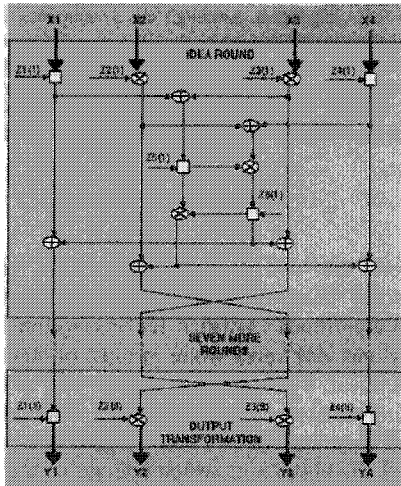 X1 X2 X3 X4
IDEA ROUND
Z1(1) Z2(1) Z3(1) Z4(1)
Z5(1)
Z6(1)
SEVEN MORE
ROUNDS
Z1(9) Z2(9) Z3(9) Z4(9)
OUTPUT
TRANSFORMATION
Y1 Y2 Y3 Y4